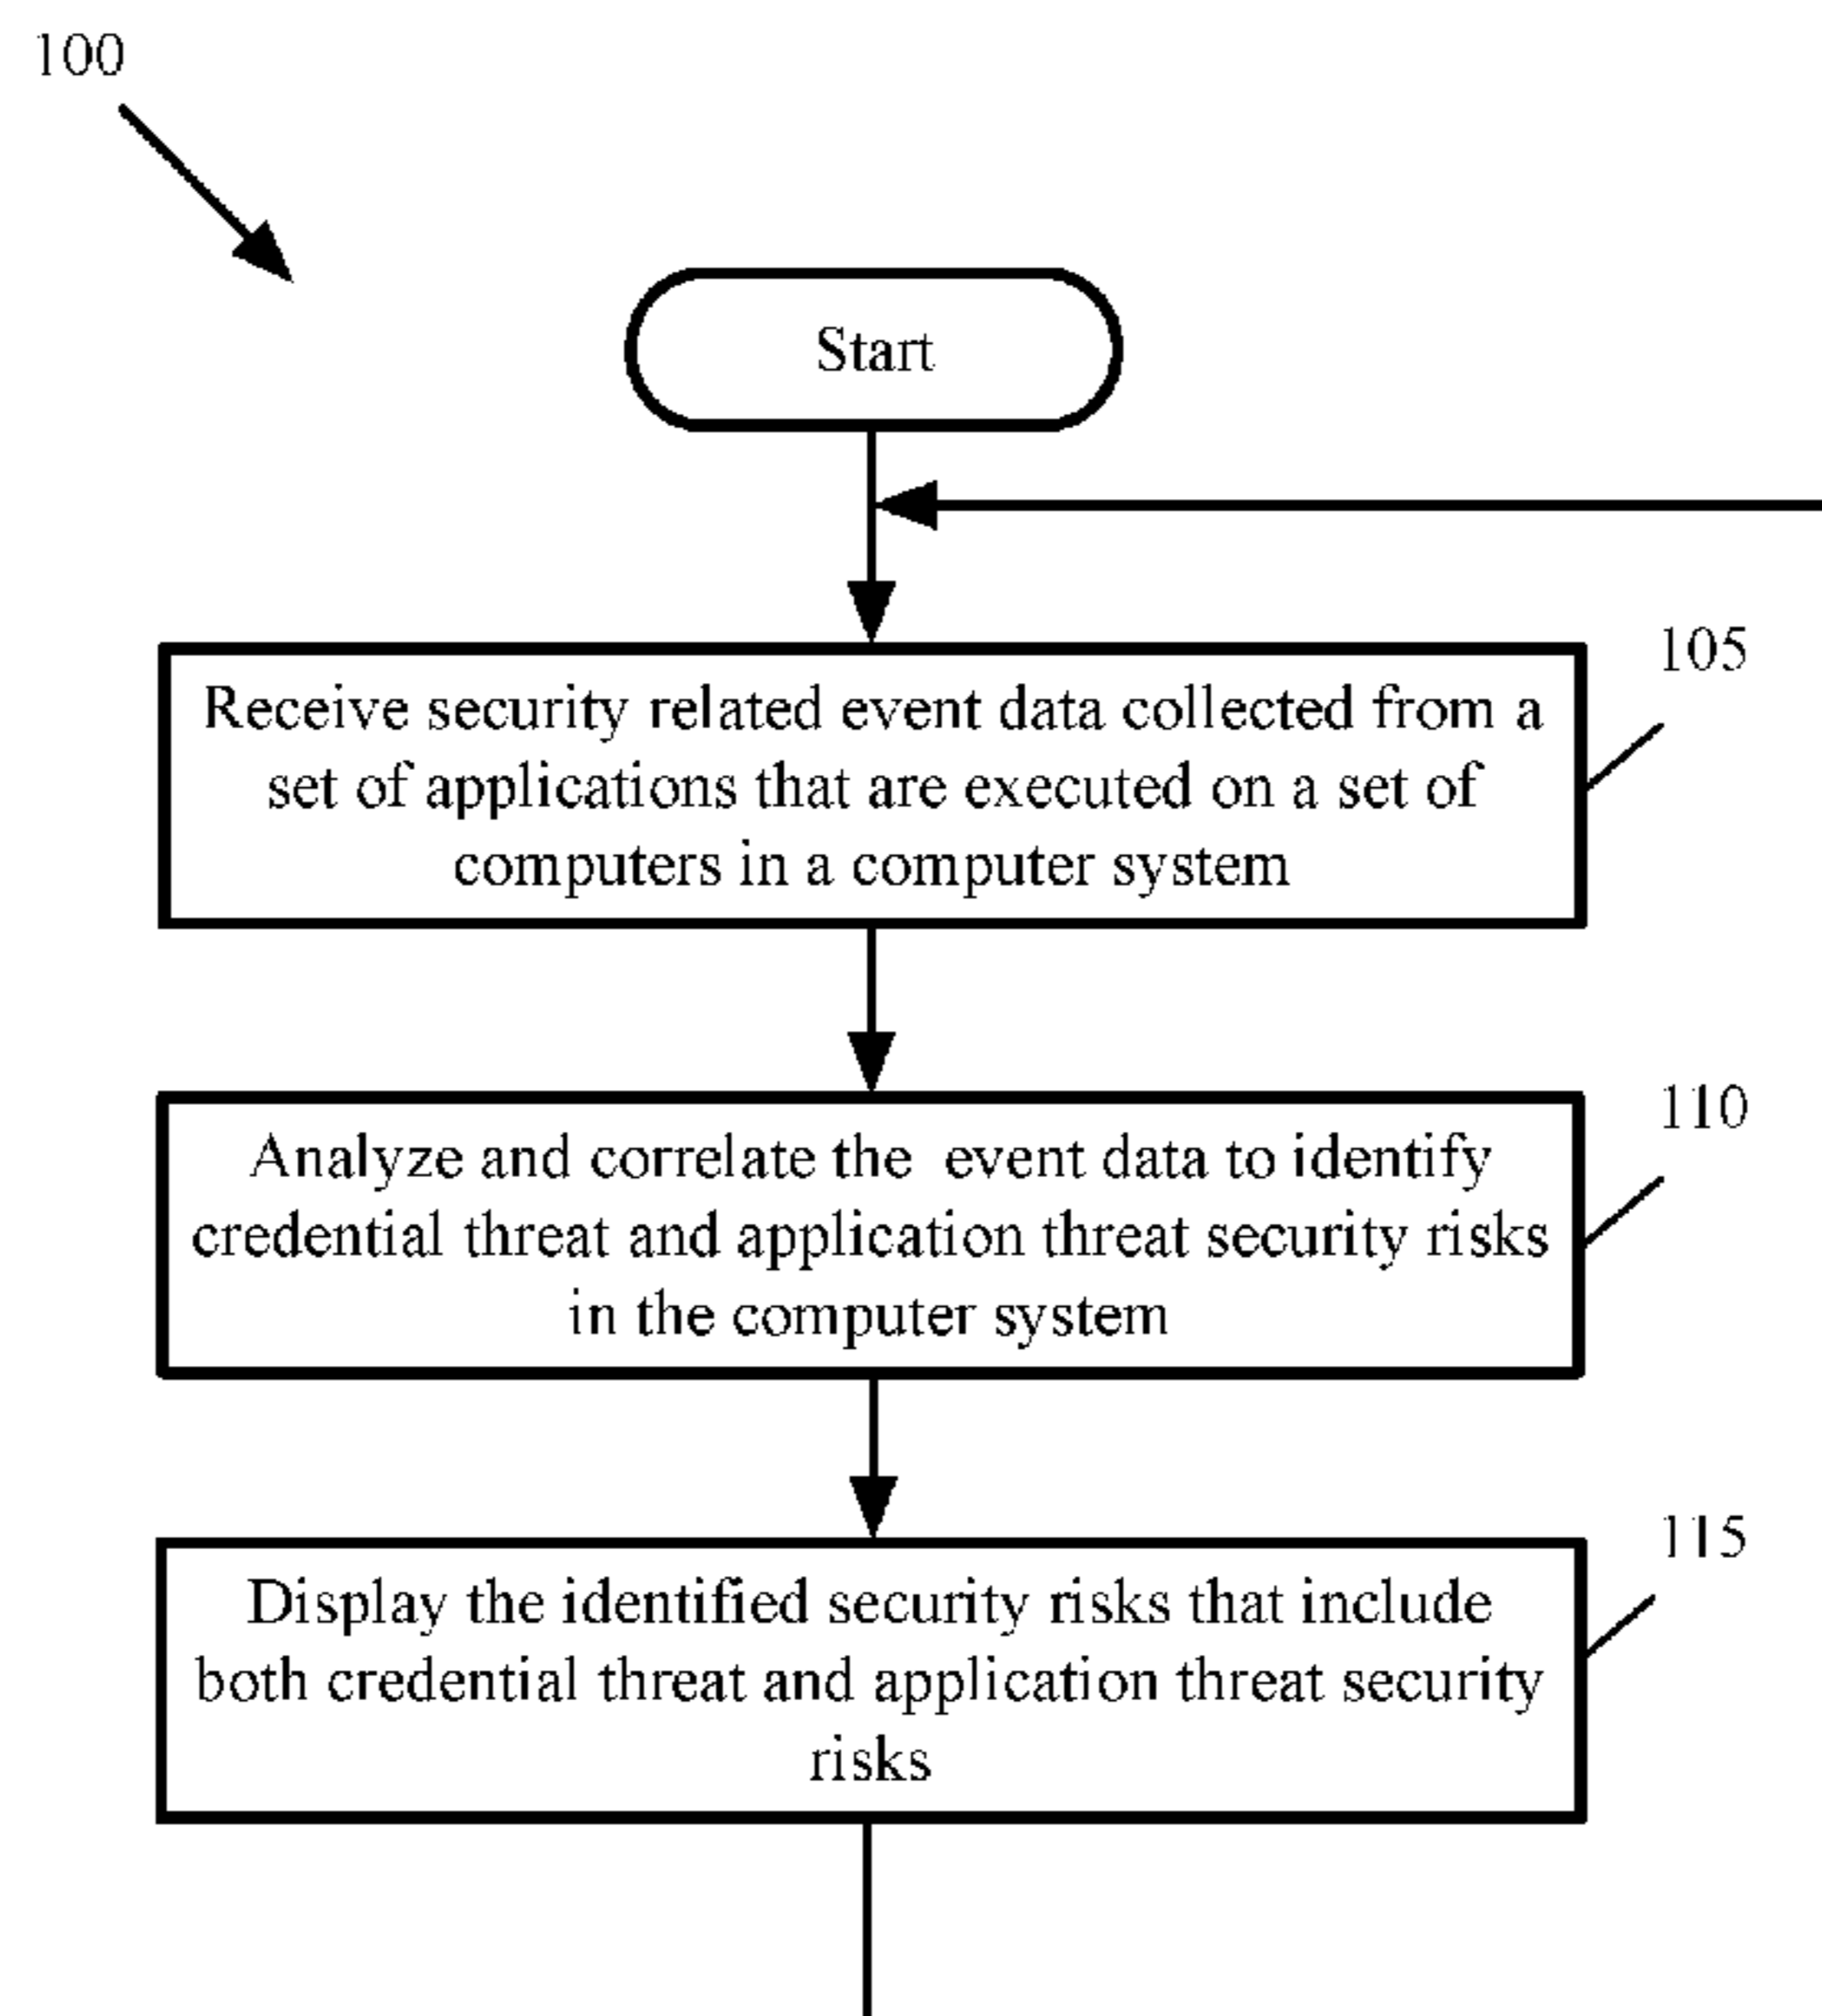 100
Start
105
Receive security related event data collected from a
set of applications that are executed on a set of
computers in a computer system
110
Analyze and correlate the event data to identify
credential threat and application threat security risks
in the computer system
115
Display the identified security risks that include
both credential threat and application threat security
risks